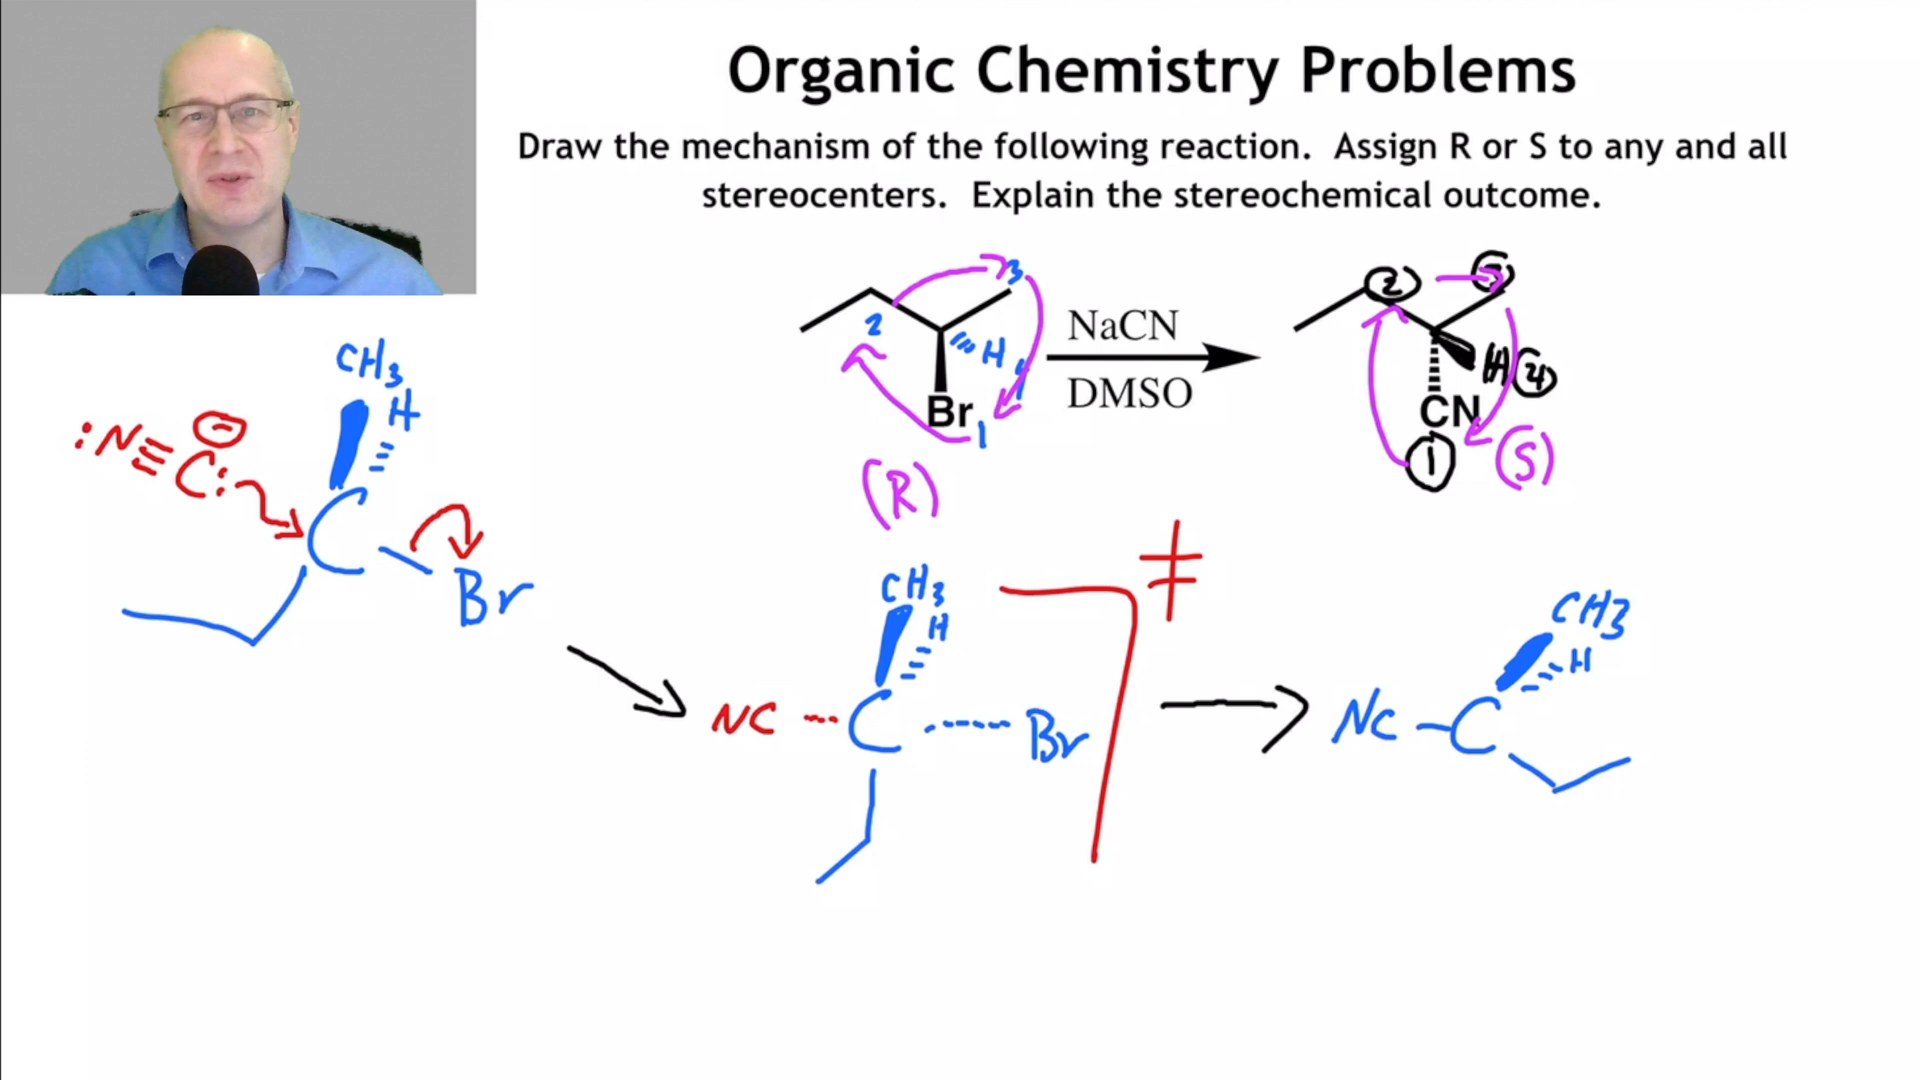 Organic Chemistry Problems
Draw the mechanism of the following reaction. Assign R or S to any and all
stereocenters. Explain the stereochemical outcome.
2 3 H 4
Br 1
(R)
NaCN
DMSO
2 3
H 4
CN
1 (S)
CH3
H
:N≡C: ⊖
C
Br
CH3
H
NC --- C ----- Br
‡
CH3
H
NC - C